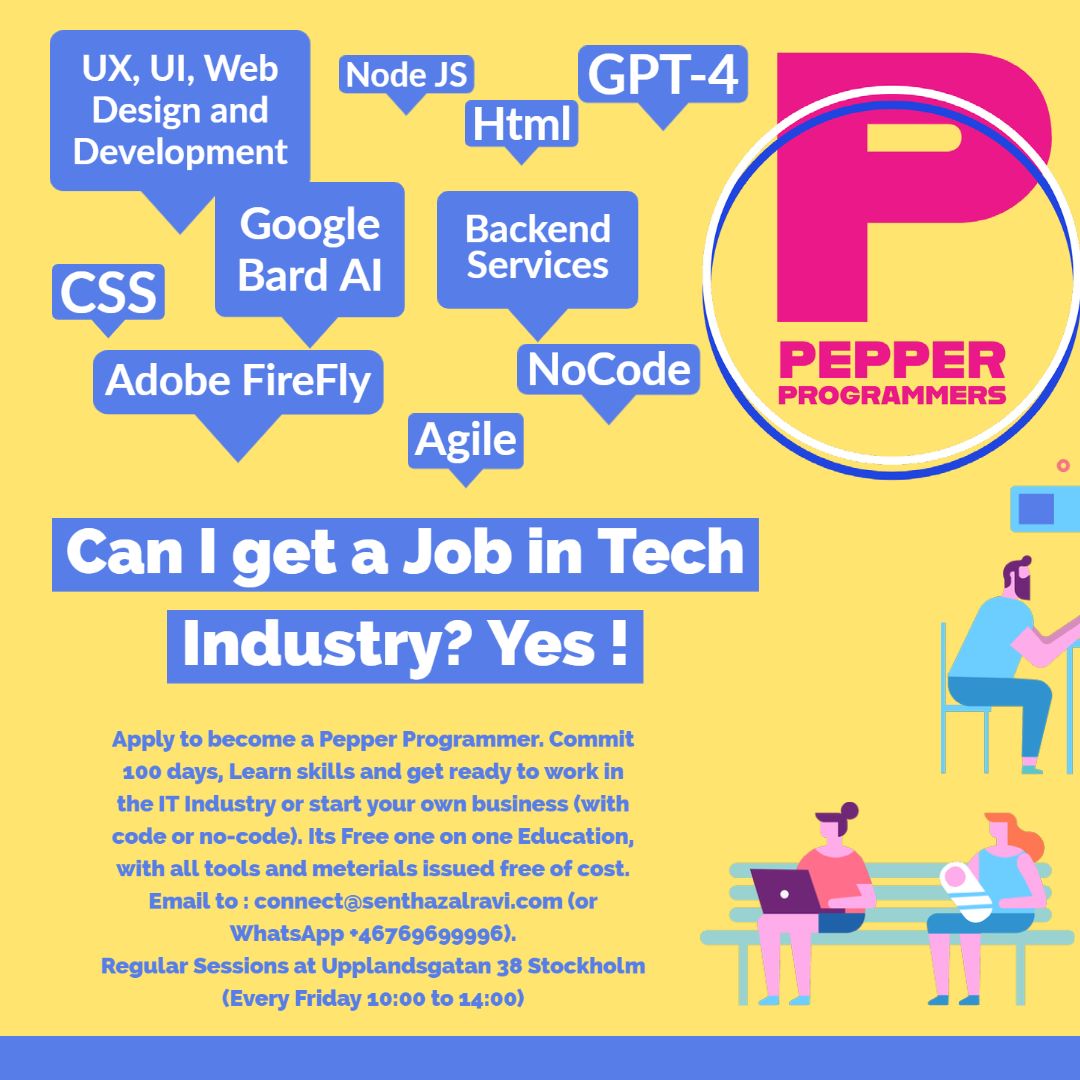 UX, UI, Web
Design and
Development
Node JS
GPT-4
Html
Google
Bard AI
Backend
Services
CSS
Adobe FireFly
NoCode
Agile
P
PEPPER
PROGRAMMERS
Can I get a Job in Tech
Industry? Yes !
Apply to become a Pepper Programmer. Commit
100 days, Learn skills and get ready to work in
the IT Industry or start your own business (with
code or no-code). Its Free one on one Education,
with all tools and meterials issued free of cost.
Email to : connect@senthazalravi.com (or
WhatsApp +46769699996).
Regular Sessions at Upplandsgatan 38 Stockholm
(Every Friday 10:00 to 14:00)